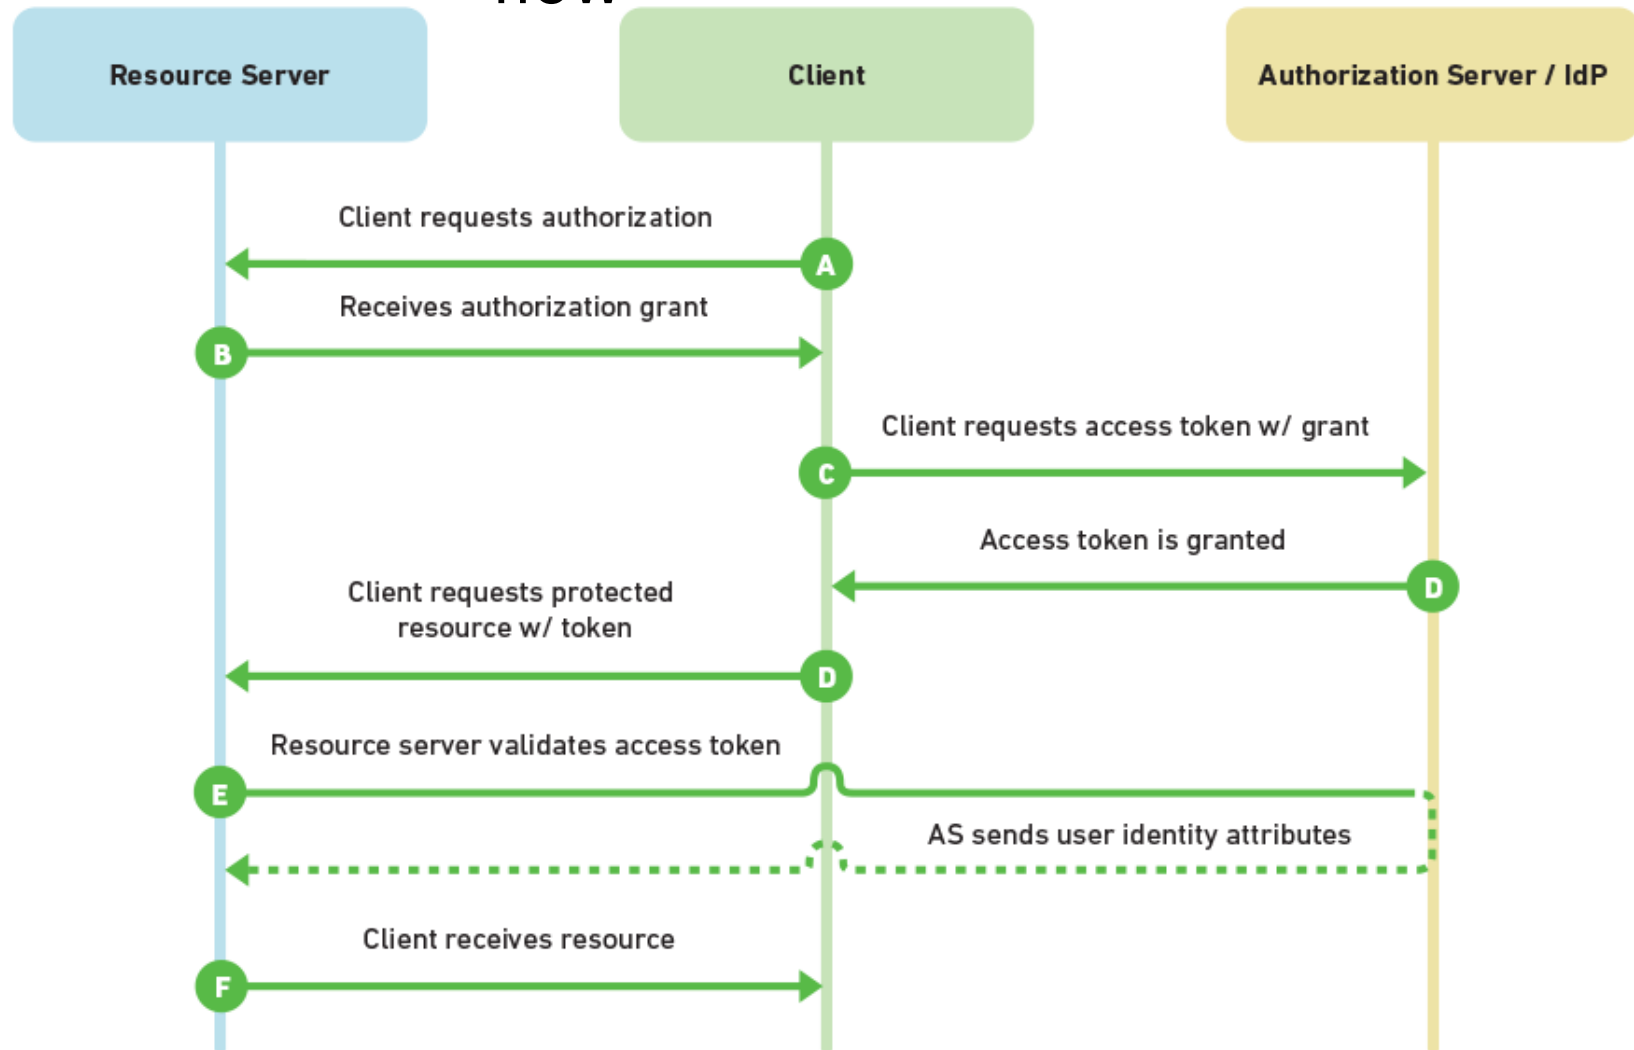 Resource Server
Client
Authorization Server / IdP
Client requests authorization
A
Receives authorization grant
B
Client requests access token w/ grant
C
Access token is granted
D
Client requests protected
resource w/ token
D
Resource server validates access token
E
AS sends user identity attributes
Client receives resource
F